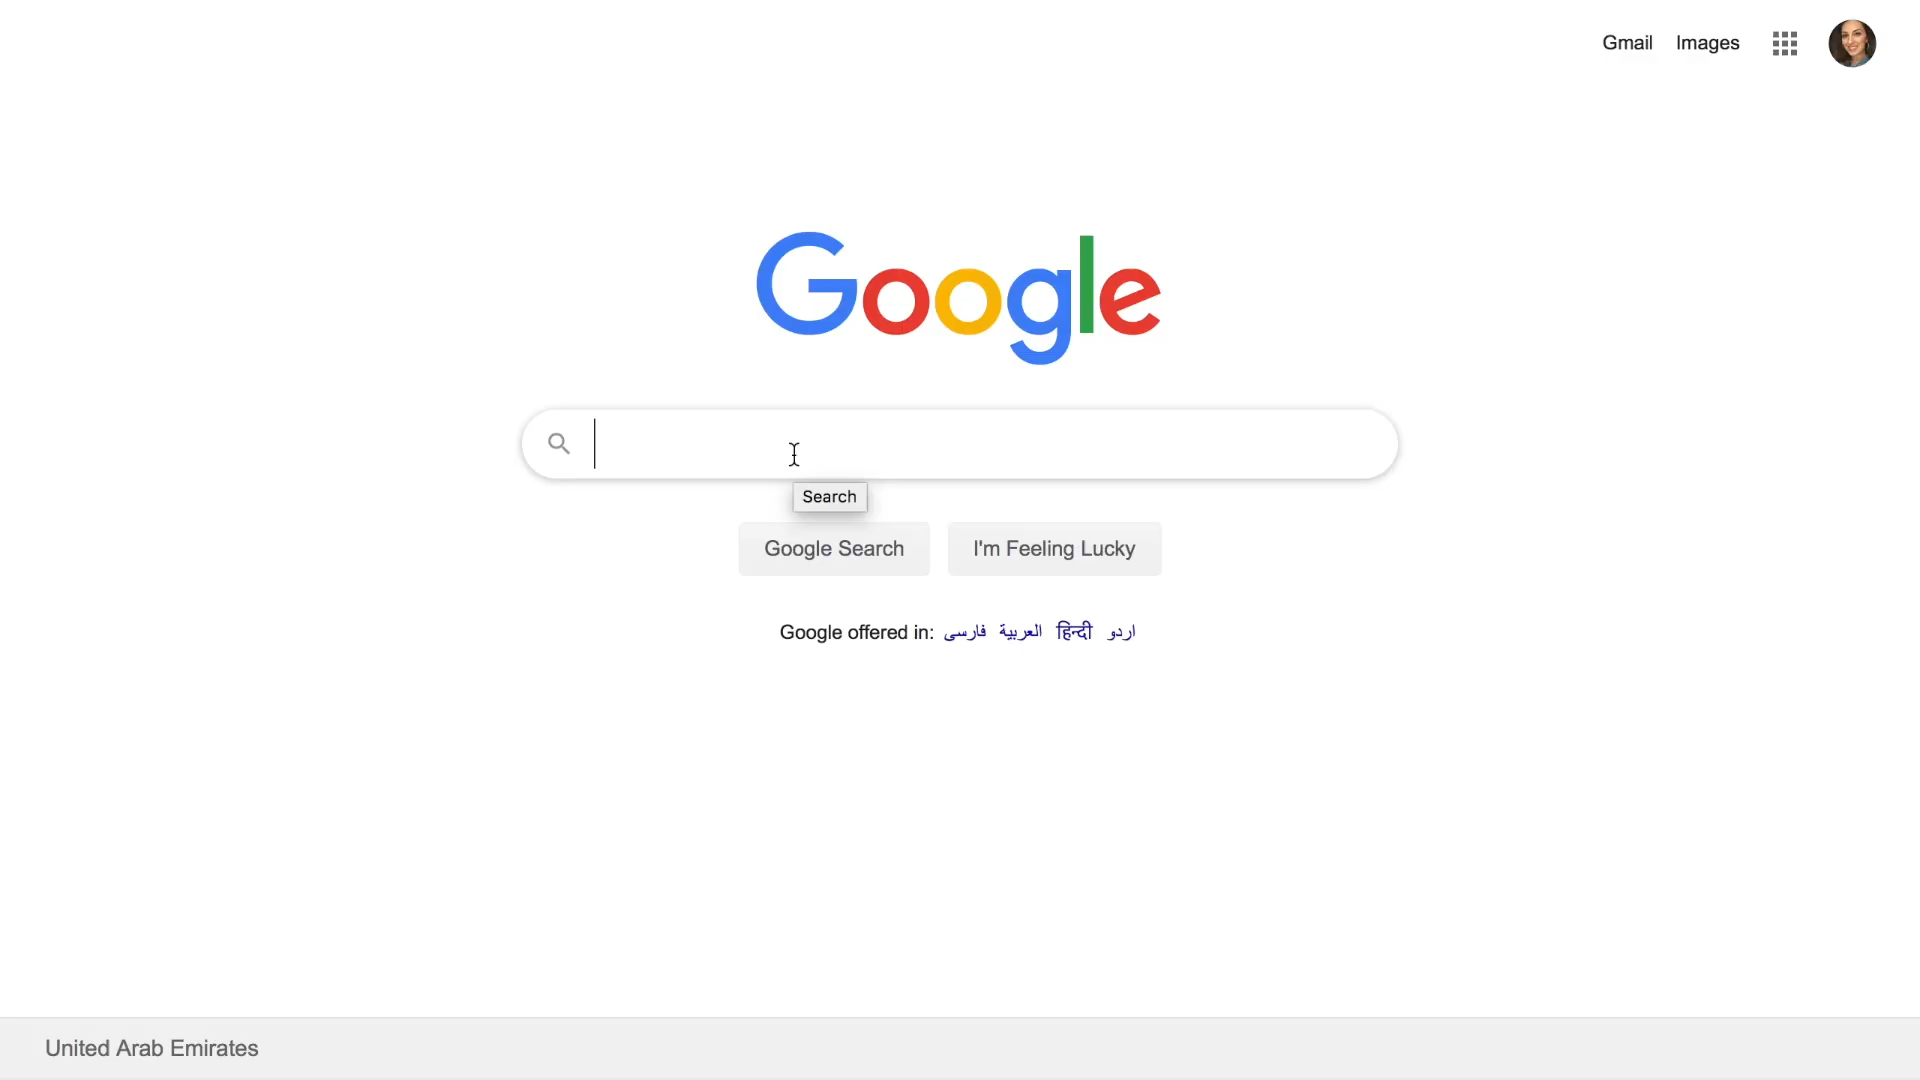 Gmail Images
Google
Search
Google Search I'm Feeling Lucky
Google offered in: فارسی العربية हिन्दी اردو
United Arab Emirates